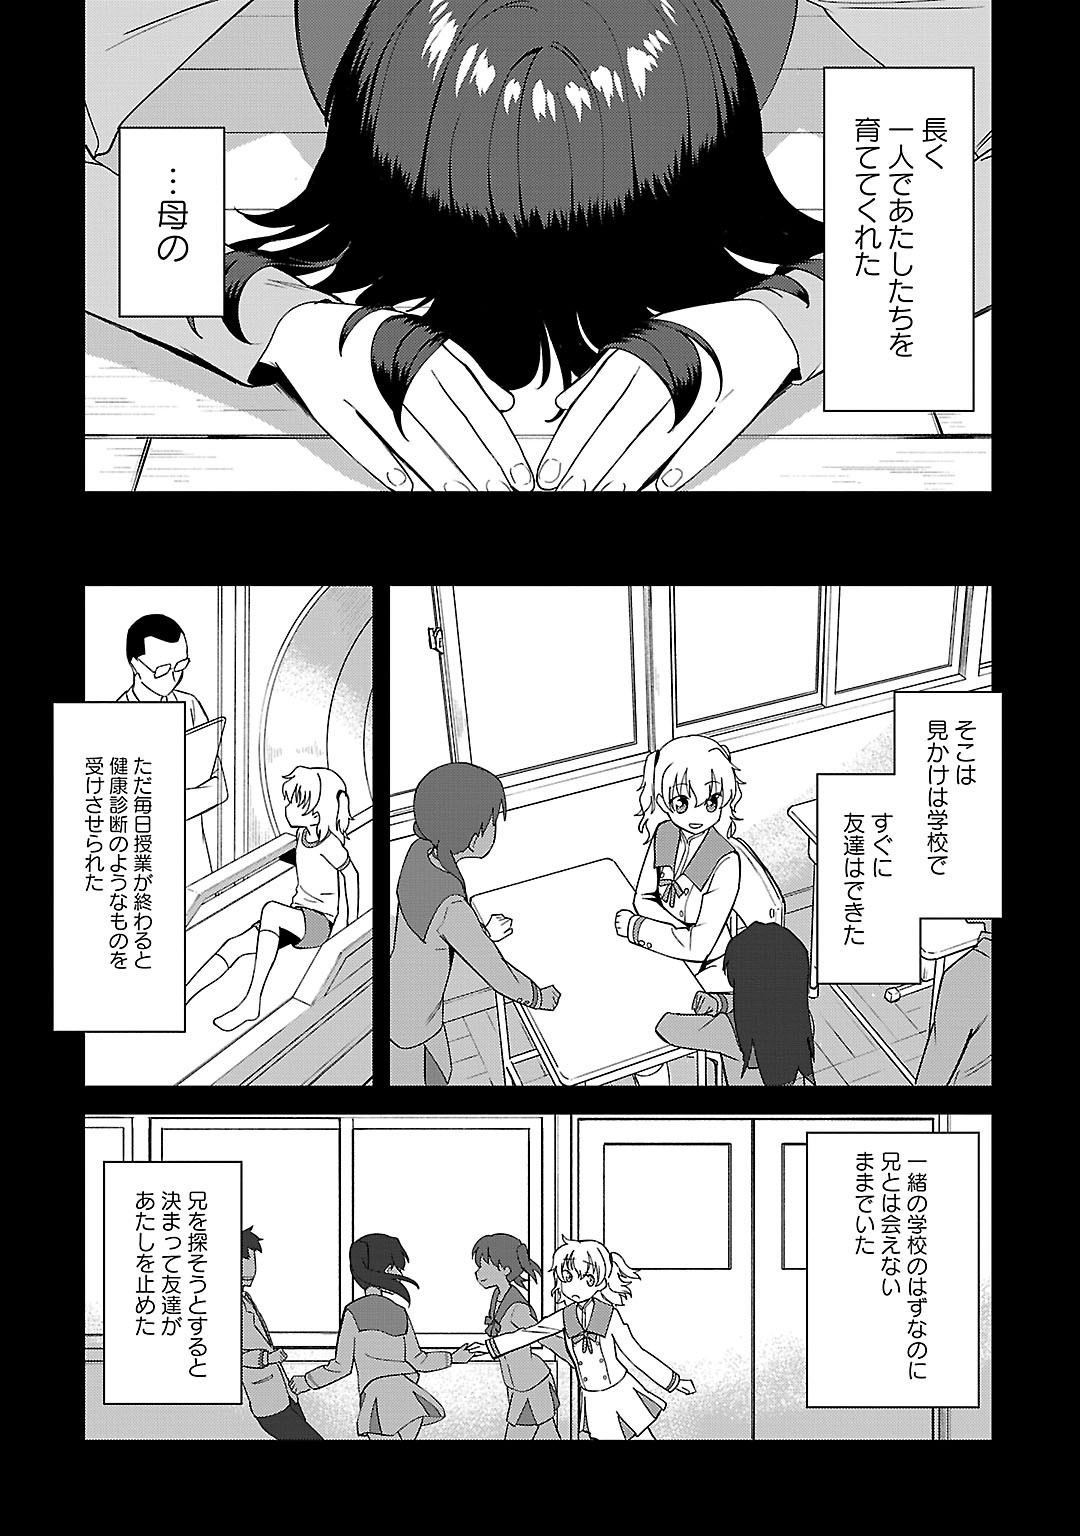 長く
一人であたしたちを
育ててくれた
…母の
そこは
見かけは学校で
すぐに
友達はできた
ただ毎日授業が終わると
健康診断のようなものを
受けさせられた
一緒の学校のはずなのに
兄とは会えない
ままでいた
兄を探そうとすると
決まって友達が
あたしを止めた